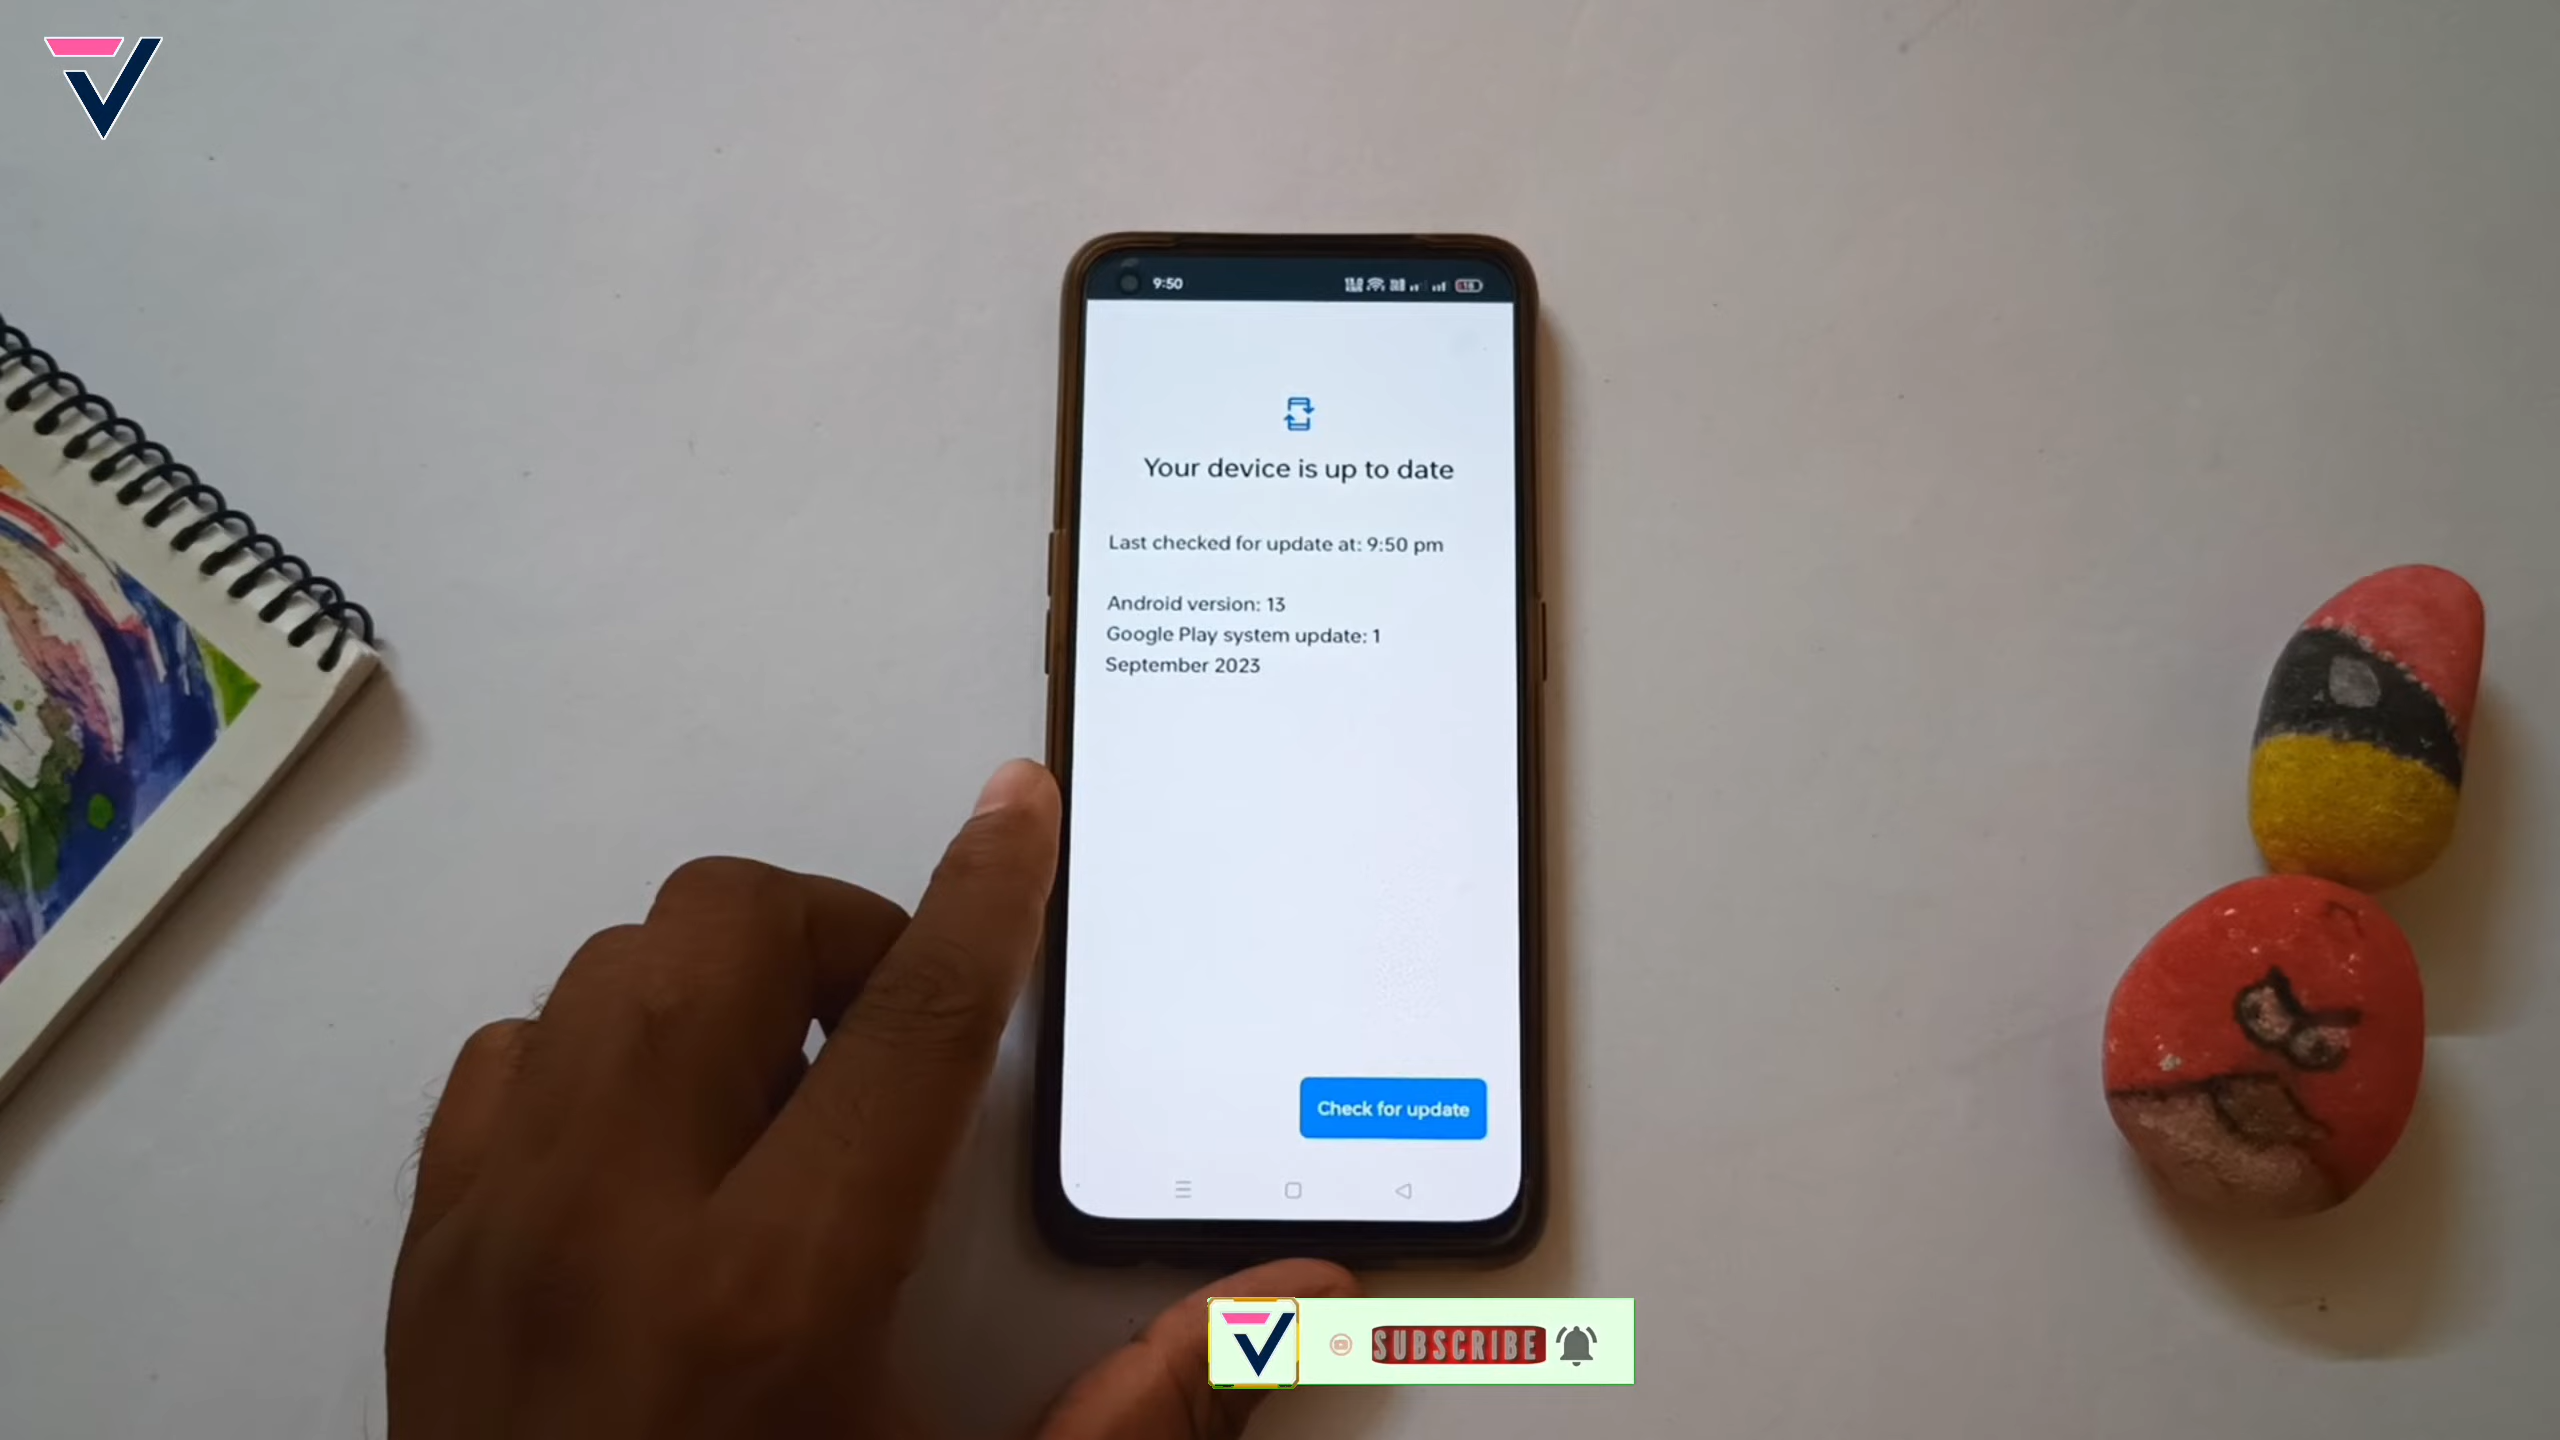 9:50
Your device is up to date
Last checked for update at: 9:50 pm
Android version: 13
Google Play system update: 1
September 2023
Check for update
SUBSCRIBE